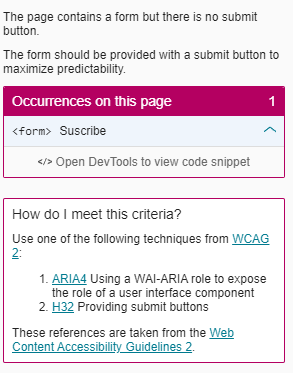 The page contains a form but there is no submit
button.
The form should be provided with a submit button to
maximize predictability.
Occurrences on this page 1
<form> Suscribe
</> Open DevTools to view code snippet
How do I meet this criteria?
Use one of the following techniques from WCAG
2:
1. ARIA4 Using a WAI-ARIA role to expose
the role of a user interface component
2. H32 Providing submit buttons
These references are taken from the Web
Content Accessibility Guidelines 2.